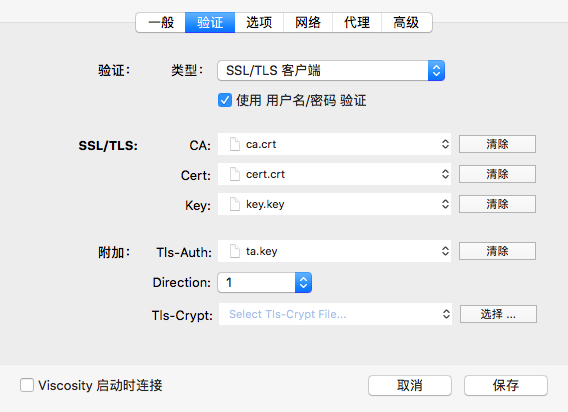 一般 验证 选项 网络 代理 高级
验证： 类型： SSL/TLS 客户端
使用 用户名/密码 验证
SSL/TLS: CA: ca.crt 清除
Cert: cert.crt 清除
Key: key.key 清除
附加： Tls-Auth: ta.key 清除
Direction: 1
Tls-Crypt: Select Tls-Crypt File... 选择 ...
Viscosity 启动时连接 取消 保存